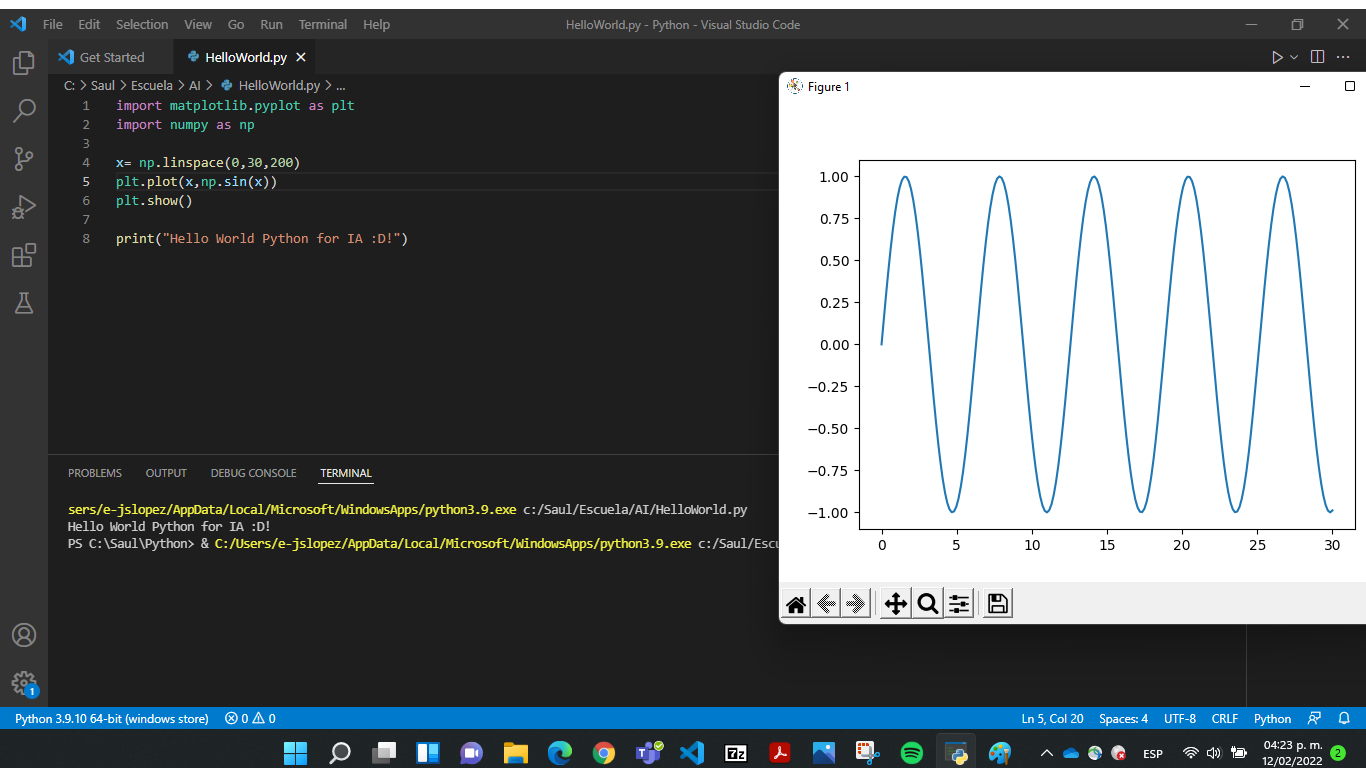 File Edit Selection View Go Run Terminal Help HelloWorld.py - Python - Visual Studio Code
Get Started HelloWorld.py
C: > Saul > Escuela > AI > HelloWorld.py > ...
1 import matplotlib.pyplot as plt
2 import numpy as np
3
4 x= np.linspace(0,30,200)
5 plt.plot(x,np.sin(x))
6 plt.show()
7
8 print("Hello World Python for IA :D!")
Figure 1
1.00
0.75
0.50
0.25
0.00
−0.25
−0.50
−0.75
−1.00
0 5 10 15 20 25 30
PROBLEMS OUTPUT DEBUG CONSOLE TERMINAL
sers/e-jslopez/AppData/Local/Microsoft/WindowsApps/python3.9.exe c:/Saul/Escuela/AI/HelloWorld.py
Hello World Python for IA :D!
PS C:\Saul\Python> & C:/Users/e-jslopez/AppData/Local/Microsoft/WindowsApps/python3.9.exe c:/Saul/Escu
1
Python 3.9.10 64-bit (windows store) 0 0 Ln 5, Col 20 Spaces: 4 UTF-8 CRLF Python
7z ESP 04:23 p. m.
12/02/2022 2